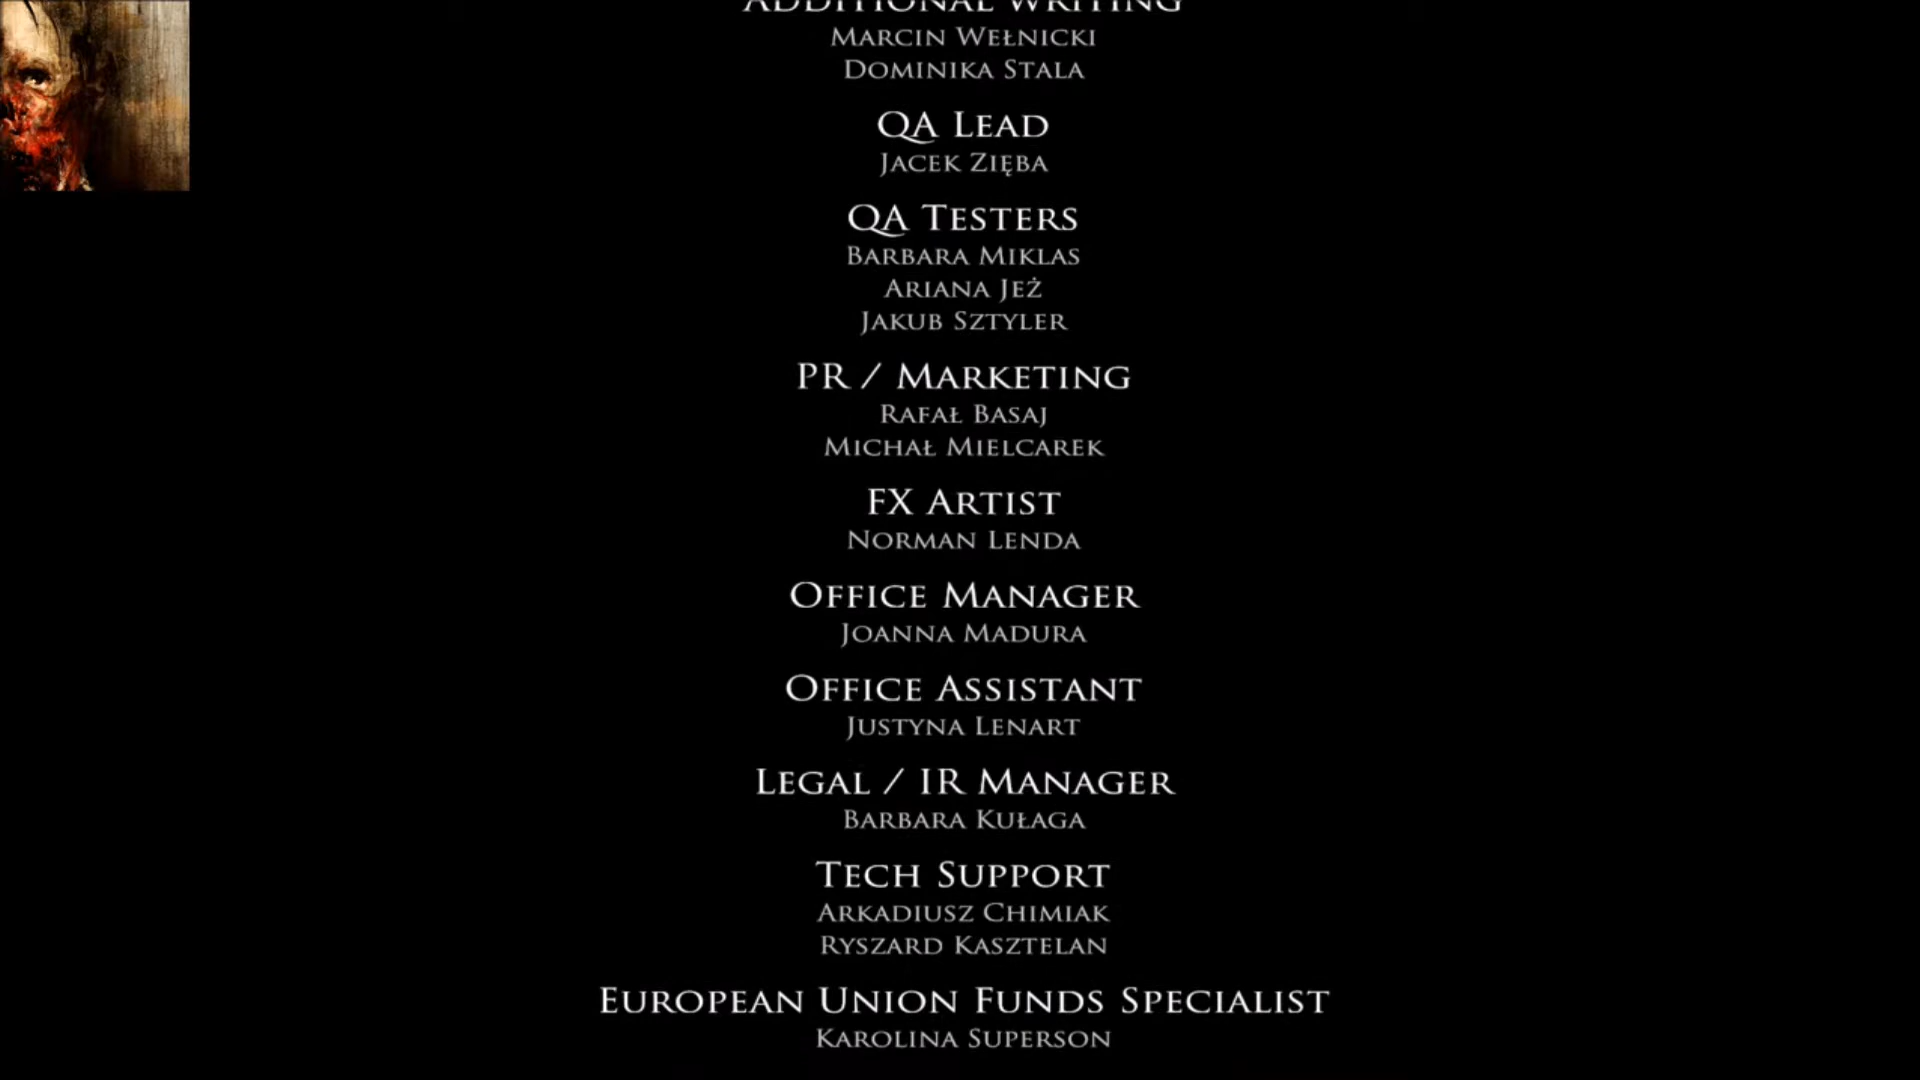 Additional Writing
Marcin Wełnicki
Dominika Stala
QA Lead
Jacek Zięba
QA Testers
Barbara Miklas
Ariana Jeż
Jakub Sztyler
PR / Marketing
Rafał Basaj
Michał Mielcarek
FX Artist
Norman Lenda
Office Manager
Joanna Madura
Office Assistant
Justyna Lenart
Legal / IR Manager
Barbara Kułaga
Tech Support
Arkadiusz Chimiak
Ryszard Kasztelan
European Union Funds Specialist
Karolina Superson